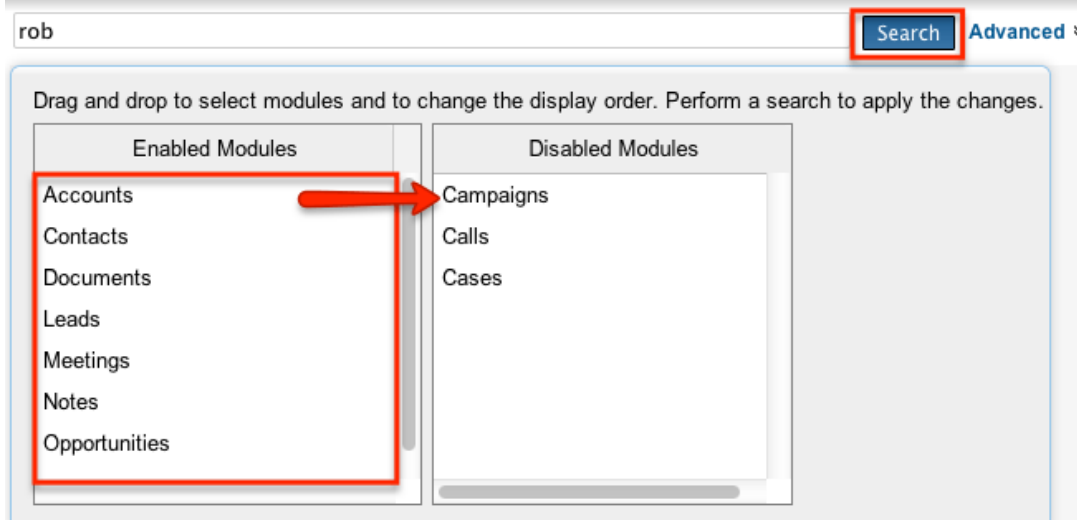 rob
Search
Advanced
Drag and drop to select modules and to change the display order. Perform a search to apply the changes.
Enabled Modules
Disabled Modules
Accounts
Contacts
Documents
Leads
Meetings
Notes
Opportunities
Campaigns
Calls
Cases